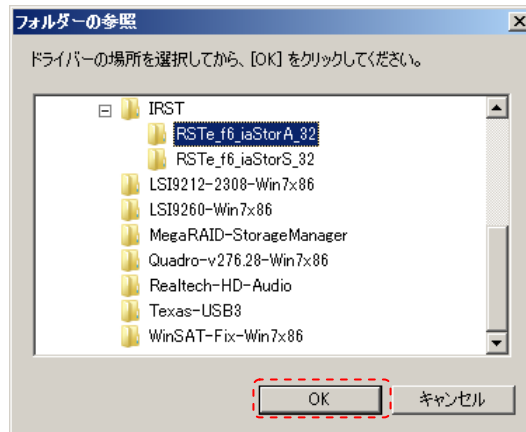 フォルダーの参照
ドライバーの場所を選択してから、[OK] をクリックしてください。
IRST
RSTe_f6_iaStorA_32
RSTe_f6_iaStorS_32
LSI9212-2308-Win7x86
LSI9260-Win7x86
MegaRAID-StorageManager
Quadro-v276.28-Win7x86
Realtech-HD-Audio
Texas-USB3
WinSAT-Fix-Win7x86
OK キャンセル